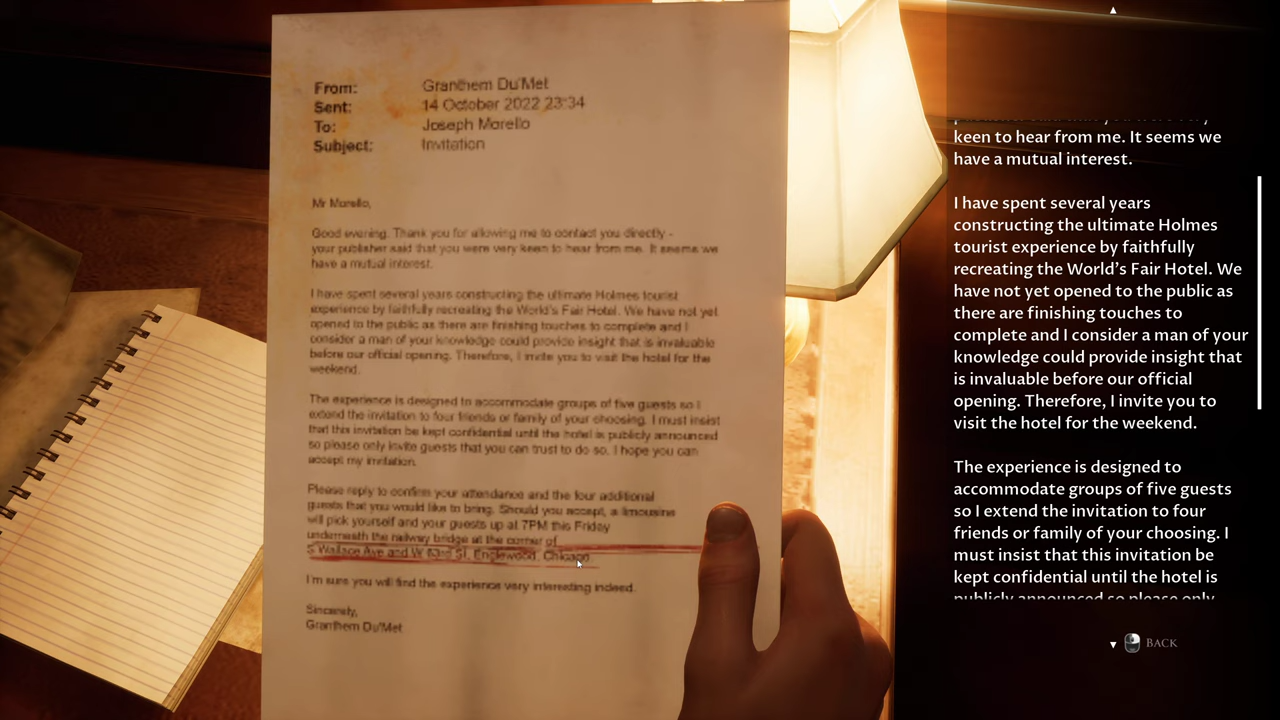 From: Granthem Du'Met
Sent: 14 October 2022 23:34
To: Joseph Morello
Subject: Invitation
Mr Morello,
Good evening. Thank you for allowing me to contact you directly -
your publisher said that you were very keen to hear from me. It seems we
have a mutual interest.
I have spent several years constructing the ultimate Holmes tourist
experience by faithfully recreating the World's Fair Hotel. We have not yet
opened to the public as there are finishing touches to complete and I
consider a man of your knowledge could provide insight that is invaluable
before our official opening. Therefore, I invite you to visit the hotel for the
weekend.
The experience is designed to accommodate groups of five guests so I
extend the invitation to four friends or family of your choosing. I must insist
that this invitation be kept confidential until the hotel is publicly announced
so please only invite guests that you can trust to do so. I hope you can
accept my invitation.
Please reply to confirm your attendance and the four additional
guests that you would like to bring. Should you accept, a limousine
will pick yourself and your guests up at 7PM this Friday
underneath the railway bridge at the corner of
S Wallace Ave and W 63rd St, Englewood, Chicago
I'm sure you will find the experience very interesting indeed.
Sincerely,
Granthem Du'Met
keen to hear from me. It seems we
have a mutual interest.
I have spent several years
constructing the ultimate Holmes
tourist experience by faithfully
recreating the World's Fair Hotel. We
have not yet opened to the public as
there are finishing touches to
complete and I consider a man of your
knowledge could provide insight that
is invaluable before our official
opening. Therefore, I invite you to
visit the hotel for the weekend.
The experience is designed to
accommodate groups of five guests
so I extend the invitation to four
friends or family of your choosing. I
must insist that this invitation be
kept confidential until the hotel is
publicly announced so please only
BACK